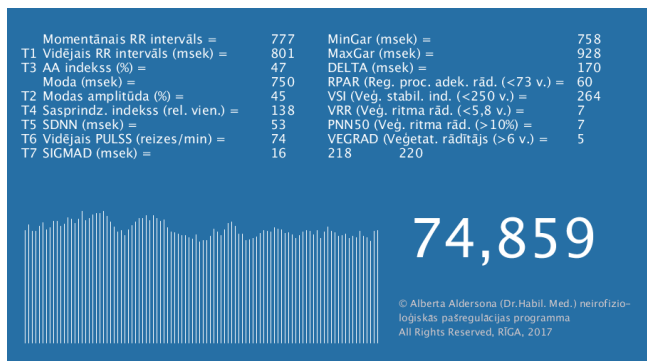 Momentānais RR intervāls = 777
T1 Vidējais RR intervāls (msek) = 801
T3 AA indekss (%) = 47
Moda (msek) = 750
T2 Modas amplitūda (%) = 45
T4 Sasprindz. indekss (rel. vien.) = 138
T5 SDNN (msek) = 53
T6 Vidējais PULSS (reizes/min) = 74
T7 SIGMAD (msek) = 16
MinGar (msek) = 758
MaxGar (msek) = 928
DELTA (msek) = 170
RPAR (Reg. proc. adek. rād. (<73 v.) = 60
VSI (Veģ. stabil. ind. (<250 v.) = 264
VRR (Veģ. ritma rād. (<5,8 v.) = 7
PNN50 (Veģ. ritma rād. (>10%) = 7
VEGRAD (Veģetat. rādītājs (>6 v.) = 5
218 220
74,859
© Alberta Aldersona (Dr.Habil. Med.) neirofizio-
loģiskās pašregulācijas programma
All Rights Reserved, RĪGA, 2017